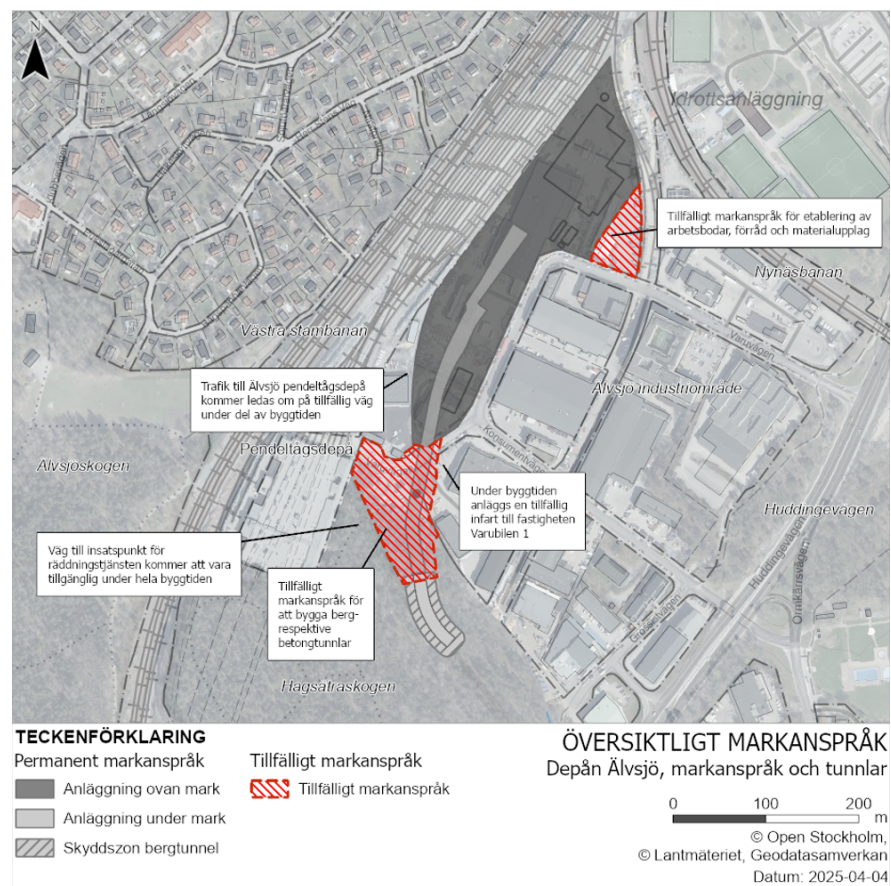 N
Idrottsanläggning
Tillfälligt markanspråk för etablering av
arbetsbodar, förråd och materialupplag
Nynäsbanan
Varuvägen
Västra stambanan
Älvsjö industriområde
Trafik till Älvsjö pendeltågsdepå
kommer ledas om på tillfällig väg
under del av byggtiden
Konsumentvägen
Pendeltågsdepå
Älvsjöskogen
Under byggtiden
anläggs en tillfällig
infart till fastigheten
Varubilen 1
Huddingevägen
Huddingevägen
Ormkärrsvägen
Väg till insatspunkt för
räddningstjänsten kommer att vara
tillgänglig under hela byggtiden
Tillfälligt
markanspråk för
att bygga berg-
respektive
betongtunnlar
Grossistvägen
Hagsätraskogen
TECKENFÖRKLARING
Permanent markanspråk
Anläggning ovan mark
Anläggning under mark
Skyddszon bergtunnel
Tillfälligt markanspråk
Tillfälligt markanspråk
ÖVERSIKTLIGT MARKANSPRÅK
Depån Älvsjö, markanspråk och tunnlar
0 100 200
m
© Open Stockholm,
© Lantmäteriet, Geodatasamverkan
Datum: 2025-04-04